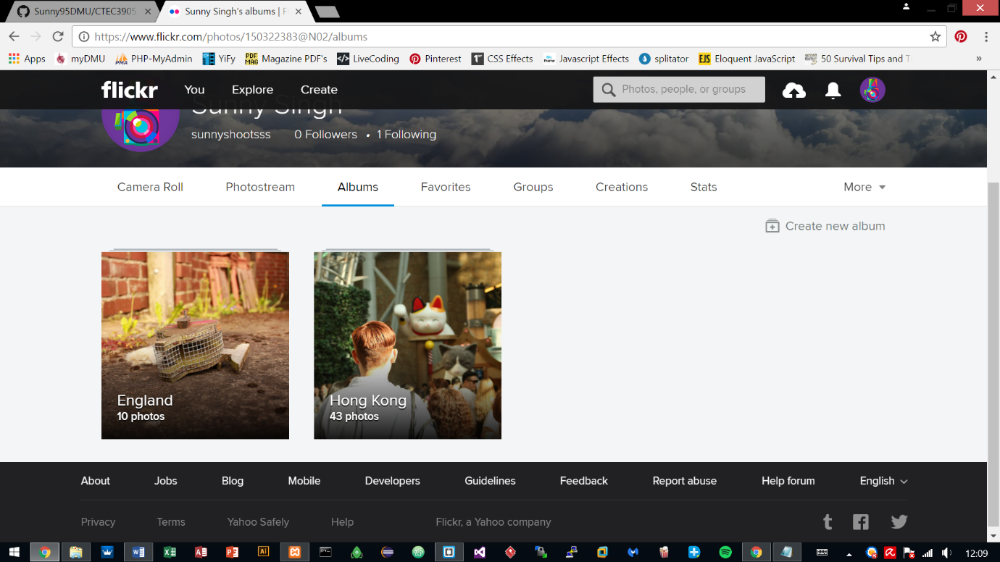 Sunny95DMU/CTEC3905
Sunny Singh's albums | F
https://www.flickr.com/photos/150322383@N02/albums
Apps myDMU PHP-MyAdmin YiFy Magazine PDF's LiveCoding Pinterest CSS Effects Javascript Effects splitator Eloquent JavaScript 50 Survival Tips and T »
flickr You Explore Create Photos, people, or groups
Sunny Singh
sunnyshootsss 0 Followers • 1 Following
Camera Roll Photostream Albums Favorites Groups Creations Stats More
Create new album
England
10 photos
Hong Kong
43 photos
About Jobs Blog Mobile Developers Guidelines Feedback Report abuse Help forum English
Privacy Terms Yahoo Safely Help Flickr, a Yahoo company
12:09